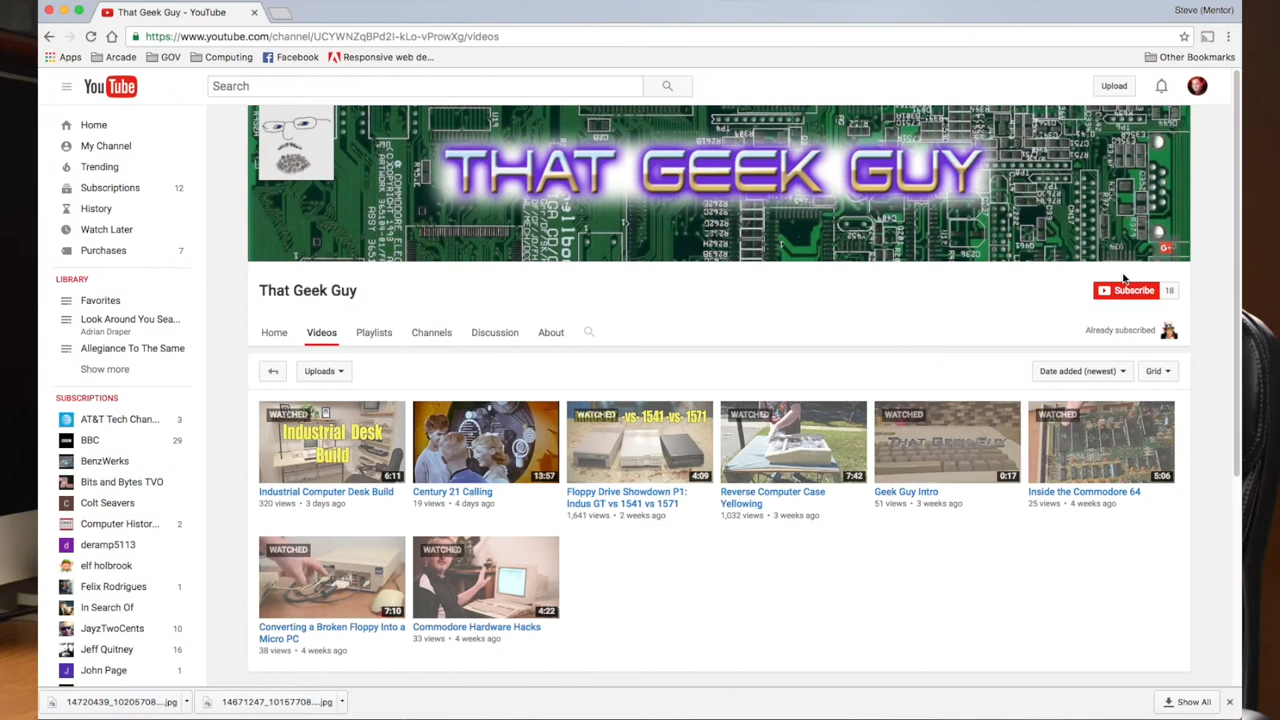 That Geek Guy - YouTube
Steve (Mentor)
https://www.youtube.com/channel/UCYWNZqBPd2I-kLo-vProwXg/videos
Apps
Arcade
GOV
Computing
Facebook
Responsive web de...
Other Bookmarks
YouTube
Search
Upload
Home
My Channel
Trending
Subscriptions 12
History
Watch Later
Purchases 7
LIBRARY
Favorites
Look Around You Sea...
Adrian Draper
Allegiance To The Same
Show more
SUBSCRIPTIONS
AT&T Tech Chan... 3
BBC 29
BenzWerks
Bits and Bytes TVO
Colt Seavers
Computer Histor... 2
deramp5113
elf holbrook
Felix Rodrigues 1
In Search Of
JayzTwoCents 10
Jeff Quitney 16
John Page 1
THAT GEEK GUY
G+
That Geek Guy
Subscribe 18
Home Videos Playlists Channels Discussion About
Already subscribed
Uploads
Date added (newest)
Grid
WATCHED
Industrial Desk
Build
6:11
Industrial Computer Desk Build
320 views • 3 days ago
13:57
Century 21 Calling
19 views • 4 days ago
WATCHED
-vs- 1541 -vs- 1571
4:09
Floppy Drive Showdown P1:
Indus GT vs 1541 vs 1571
1,641 views • 2 weeks ago
WATCHED
7:42
Reverse Computer Case
Yellowing
1,032 views • 3 weeks ago
WATCHED
THAT GEEK GUY
0:17
Geek Guy Intro
51 views • 3 weeks ago
WATCHED
5:06
Inside the Commodore 64
25 views • 4 weeks ago
WATCHED
7:10
Converting a Broken Floppy Into a
Micro PC
38 views • 4 weeks ago
WATCHED
4:22
Commodore Hardware Hacks
33 views • 4 weeks ago
14720439_10205708....jpg
14671247_10157708....jpg
Show All